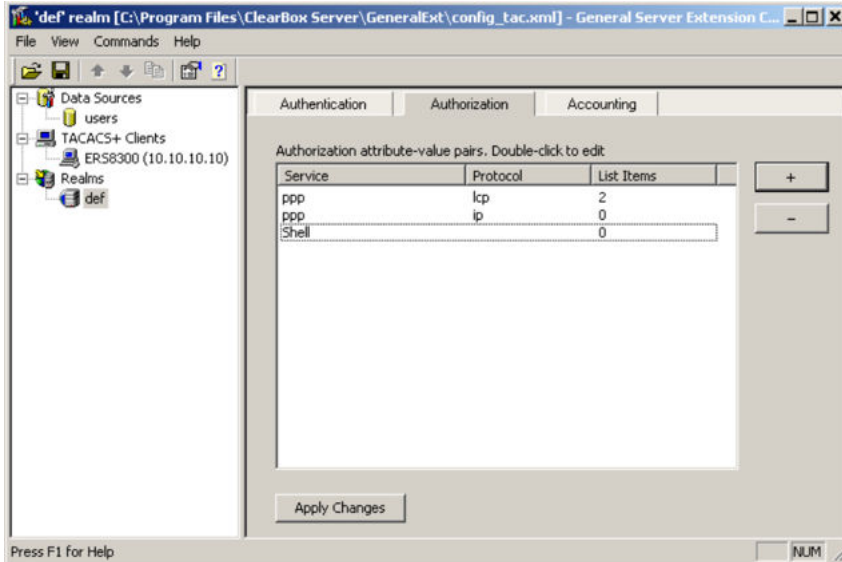 'def' realm [C:\Program Files\ClearBox Server\GeneralExt\config_tac.xml] - General Server Extension C...
File View Commands Help
Data Sources
users
TACACS+ Clients
ERS8300 (10.10.10.10)
Realms
def
Authentication Authorization Accounting
Authorization attribute-value pairs. Double-click to edit
Service Protocol List Items
ppp lcp 2
ppp ip 0
Shell 0
+
-
Apply Changes
Press F1 for Help NUM